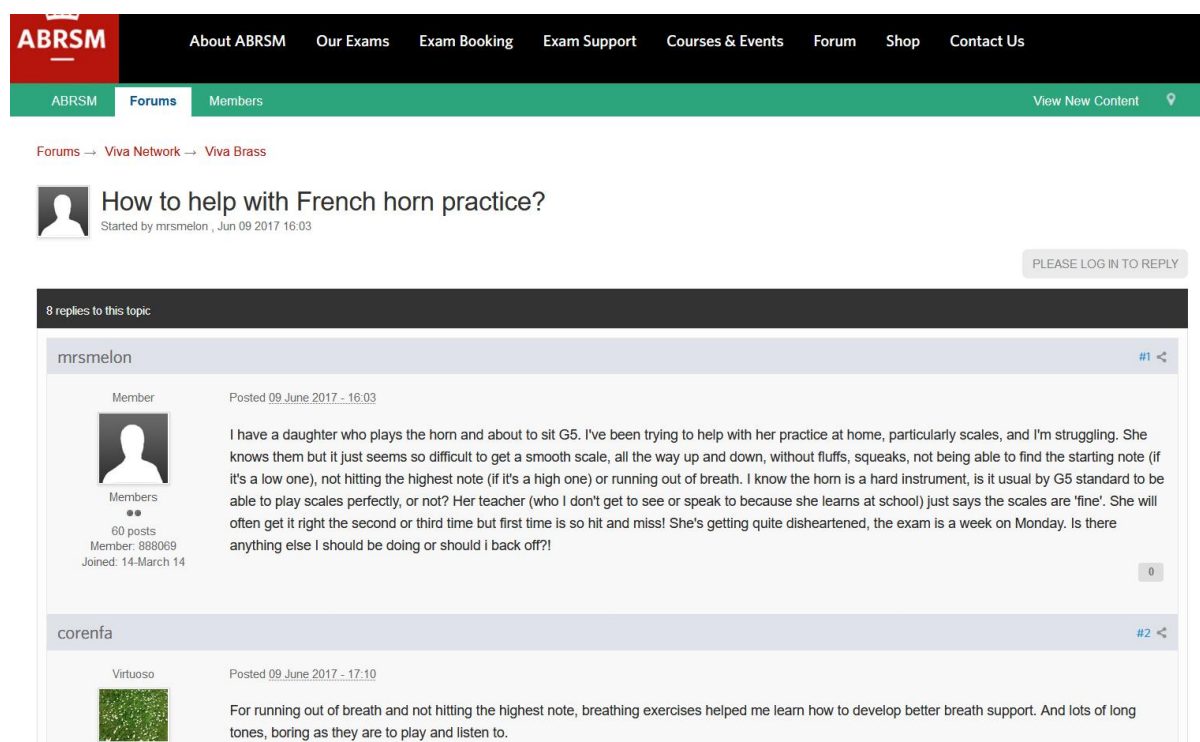 ABRSM
About ABRSM Our Exams Exam Booking Exam Support Courses & Events Forum Shop Contact Us
ABRSM Forums Members View New Content
Forums → Viva Network → Viva Brass
How to help with French horn practice?
Started by mrsmelon , Jun 09 2017 16:03
PLEASE LOG IN TO REPLY
8 replies to this topic
mrsmelon #1
Member
Posted 09 June 2017 - 16:03
I have a daughter who plays the horn and about to sit G5. I've been trying to help with her practice at home, particularly scales, and I'm struggling. She
knows them but it just seems so difficult to get a smooth scale, all the way up and down, without fluffs, squeaks, not being able to find the starting note (if
it's a low one), not hitting the highest note (if it's a high one) or running out of breath. I know the horn is a hard instrument, is it usual by G5 standard to be
able to play scales perfectly, or not? Her teacher (who I don't get to see or speak to because she learns at school) just says the scales are 'fine'. She will
often get it right the second or third time but first time is so hit and miss! She's getting quite disheartened, the exam is a week on Monday. Is there
anything else I should be doing or should i back off?!
Members
60 posts
Member: 888069
Joined: 14-March 14
0
corenfa #2
Virtuoso
Posted 09 June 2017 - 17:10
For running out of breath and not hitting the highest note, breathing exercises helped me learn how to develop better breath support. And lots of long
tones, boring as they are to play and listen to.